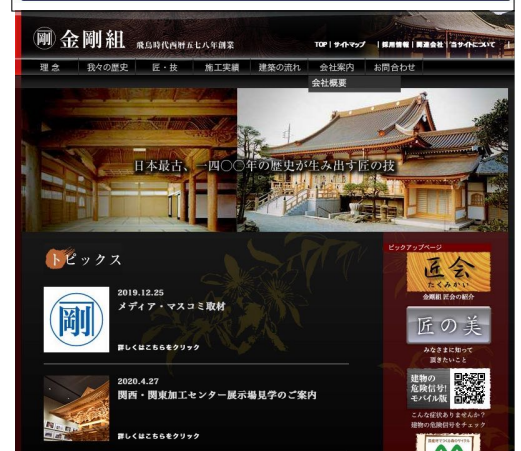 剛 金剛組 飛鳥時代西暦五七八年創業
TOP | サイトマップ | 採用情報 | 関連会社 | 当サイトについて
理 念 我々の歴史 匠・技 施工実績 建築の流れ 会社案内 お問合わせ
会社概要
日本最古、一四〇〇年の歴史が生み出す匠の技
トピックス
剛
2019.12.25
メディア・マスコミ取材
詳しくはこちらをクリック
2020.4.27
関西・関東加工センター展示場見学のご案内
詳しくはこちらをクリック
ピックアップページ
匠会
たくみかい
金剛組 匠会の紹介
匠の美
みなさまに知って
頂きたいこと
建物の
危険信号!
モバイル版
こんな症状ありませんか?
建物の危険信号をチェック